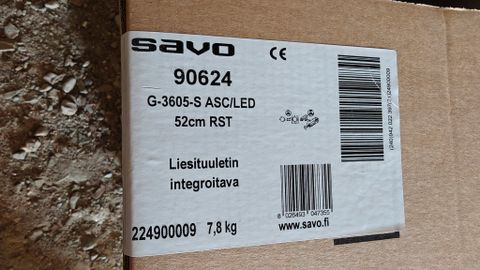 savo
CE
90624
G-3605-S ASC/LED
52cm RST
Liesituuletin
integroitava
224900009 7,8 kg
www.savo.fi